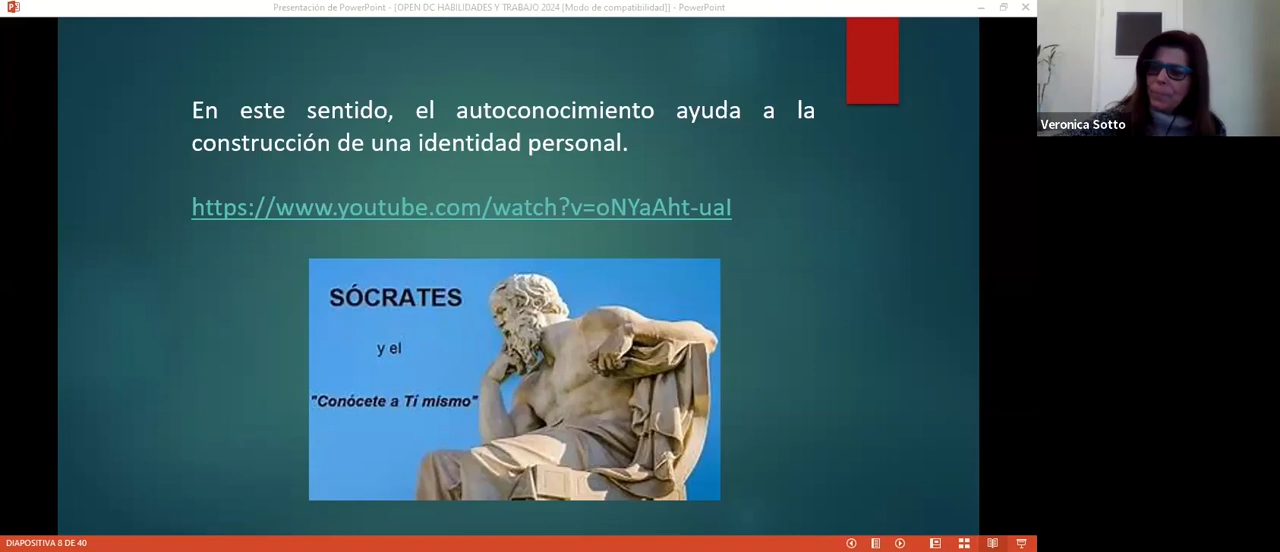 Presentación de PowerPoint - [OPEN DC HABILIDADES Y TRABAJO 2024 [Modo de compatibilidad]] - PowerPoint
En este sentido, el autoconocimiento ayuda a la
construcción de una identidad personal.
https://www.youtube.com/watch?v=oNYaAht-uaI
SÓCRATES
y el
"Conócete a Tí mismo"
Veronica Sotto
DIAPOSITIVA 8 DE 40